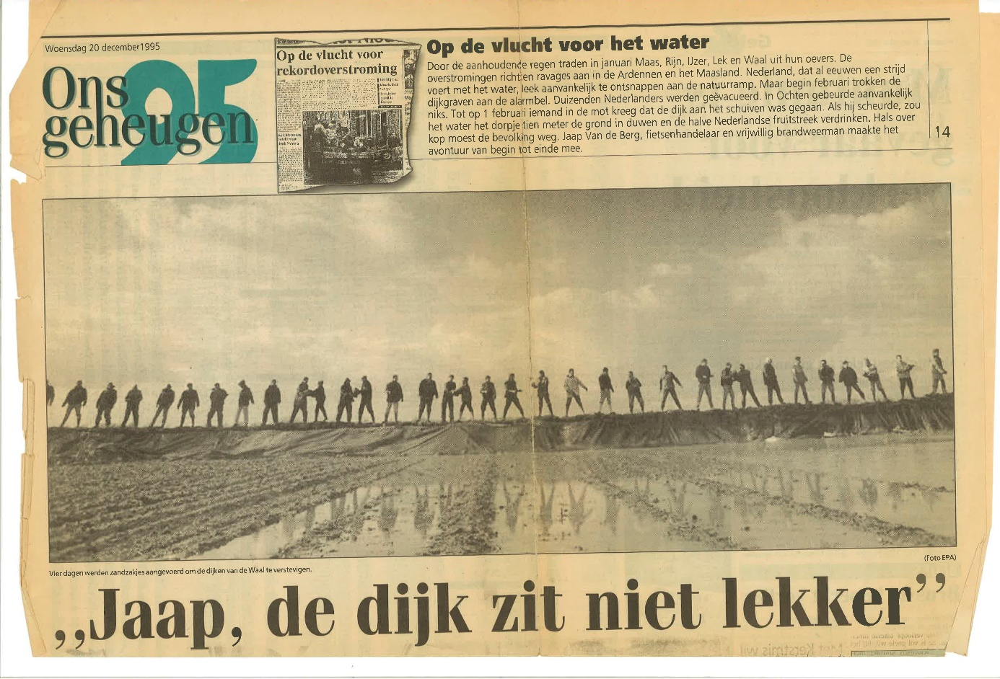 Woensdag 20 december 1995
Ons
geheugen
95
Op de vlucht voor
rekordoverstroming
Op de vlucht voor het water
Door de aanhoudende regen traden in januari Maas, Rijn, IJzer, Lek en Waal uit hun oevers. De
overstromingen richtten ravages aan in de Ardennen en het Maasland. Nederland, dat al eeuwen een strijd
voert met het water, leek aanvankelijk te ontsnappen aan de natuurramp. Maar begin februari trokken de
dijkgraven aan de alarmbel. Duizenden Nederlanders werden geëvacueerd. In Ochten gebeurde aanvankelijk
niks. Tot op 1 februari iemand in de mot kreeg dat de dijk aan het schuiven was gegaan. Als hij scheurde, zou
het water het dorpje tien meter de grond in duwen en de halve Nederlandse fruitstreek verdrinken. Hals over
kop moest de bevolking weg. Jaap Van de Berg, fietsenhandelaar en vrijwillig brandweerman maakte het
avontuur van begin tot einde mee.
14
(Foto EPA)
Vier dagen werden zandzakjes aangevoerd om de dijken van de Waal te verstevigen.
„Jaap, de dijk zit niet lekker”